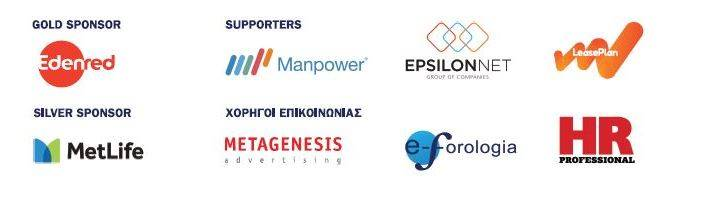 GOLD SPONSOR
Edenred
SUPPORTERS
Manpower®
EPSILONNET
GROUP OF COMPANIES
LeasePlan
SILVER SPONSOR
MetLife
ΧΟΡΗΓΟΙ ΕΠΙΚΟΙΝΩΝΙΑΣ
METAGENESIS
advertising
e-forologia
HR
PROFESSIONAL